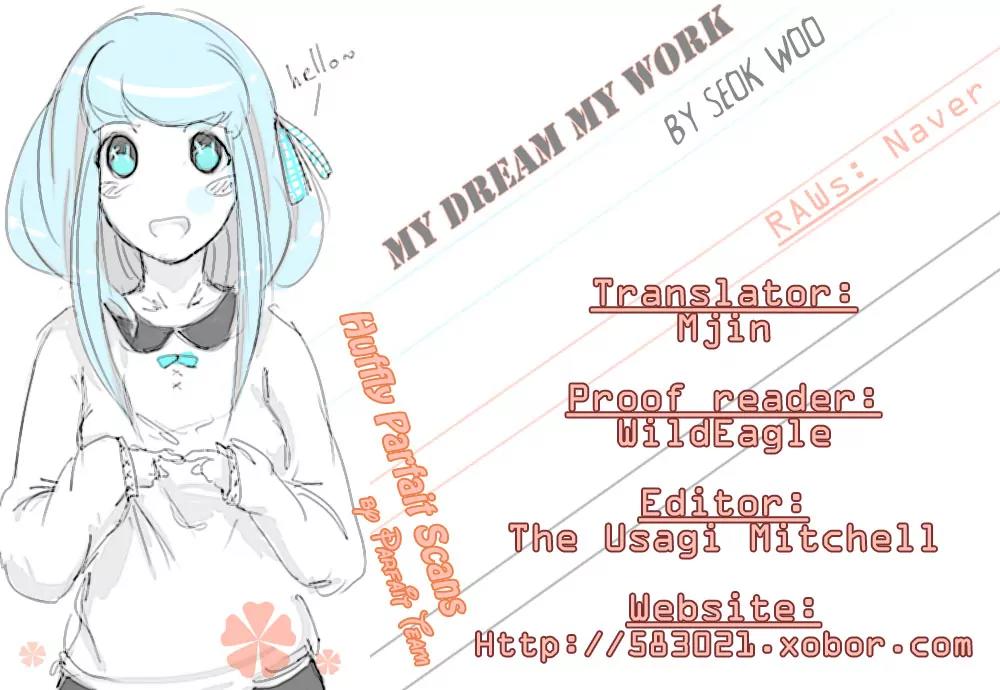 hello~
MY DREAM MY WORK
BY SEOK WOO
RAWs: Naver
Translator:
Mjin
Proof reader:
WildEagle
Editor:
The Usagi Mitchell
Website:
Http://583021.xobor.com
Huffly Parfait Scans
BP PARFAIT TEAM